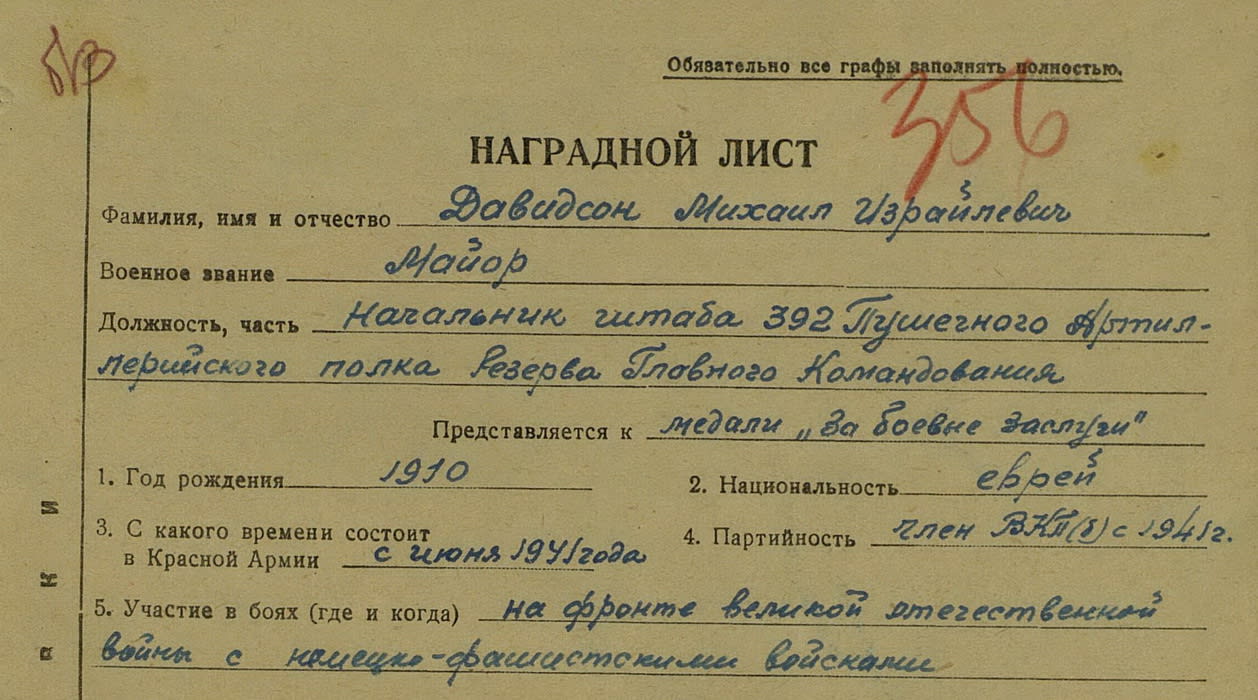 Обязательно все графы заполнять полностью.
356
НАГРАДНОЙ ЛИСТ
Фамилия, имя и отчество Давидсон Михаил Израйлевич
Военное звание Майор
Должность, часть Начальник штаба 392 Пушечного Артил-
лерийского полка Резерва Главного Командования
Представляется к медали „За боевые заслуги"
1. Год рождения 1910
2. Национальность еврей
3. С какого времени состоит
в Красной Армии с июня 1941 года
4. Партийность член ВКП(б) с 1941г.
5. Участие в боях (где и когда) на фронте великой отечественной
войны с немецко-фашистскими войсками